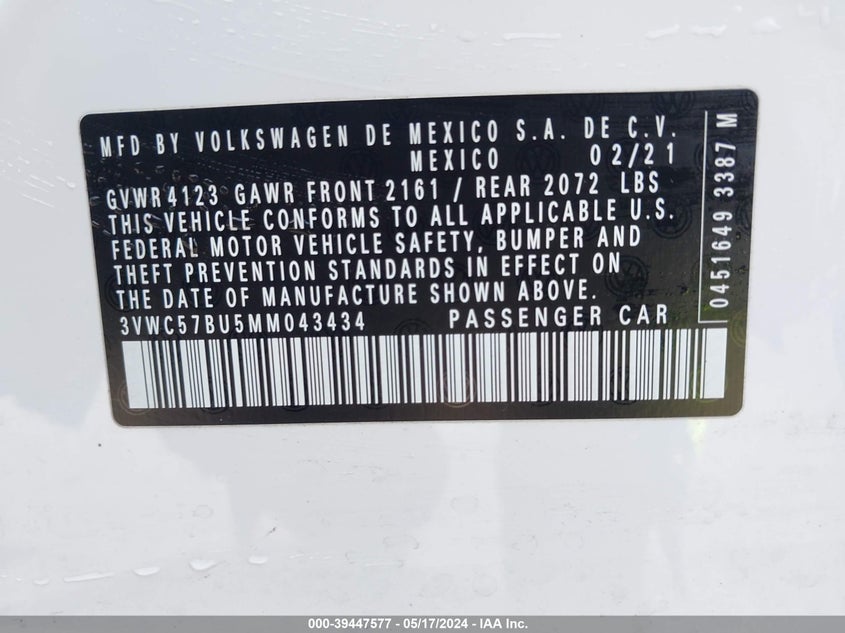 MFD BY VOLKSWAGEN DE MEXICO S.A. DE C.V.
MEXICO 02/21
GVWR 4123 GAWR FRONT 2161 / REAR 2072 LBS
THIS VEHICLE CONFORMS TO ALL APPLICABLE U.S.
FEDERAL MOTOR VEHICLE SAFETY, BUMPER AND
THEFT PREVENTION STANDARDS IN EFFECT ON
THE DATE OF MANUFACTURE SHOWN ABOVE.
3VWC57BU5MM043434 PASSENGER CAR
0451649 3387 M
000-39447577 - 05/17/2024 - IAA Inc.